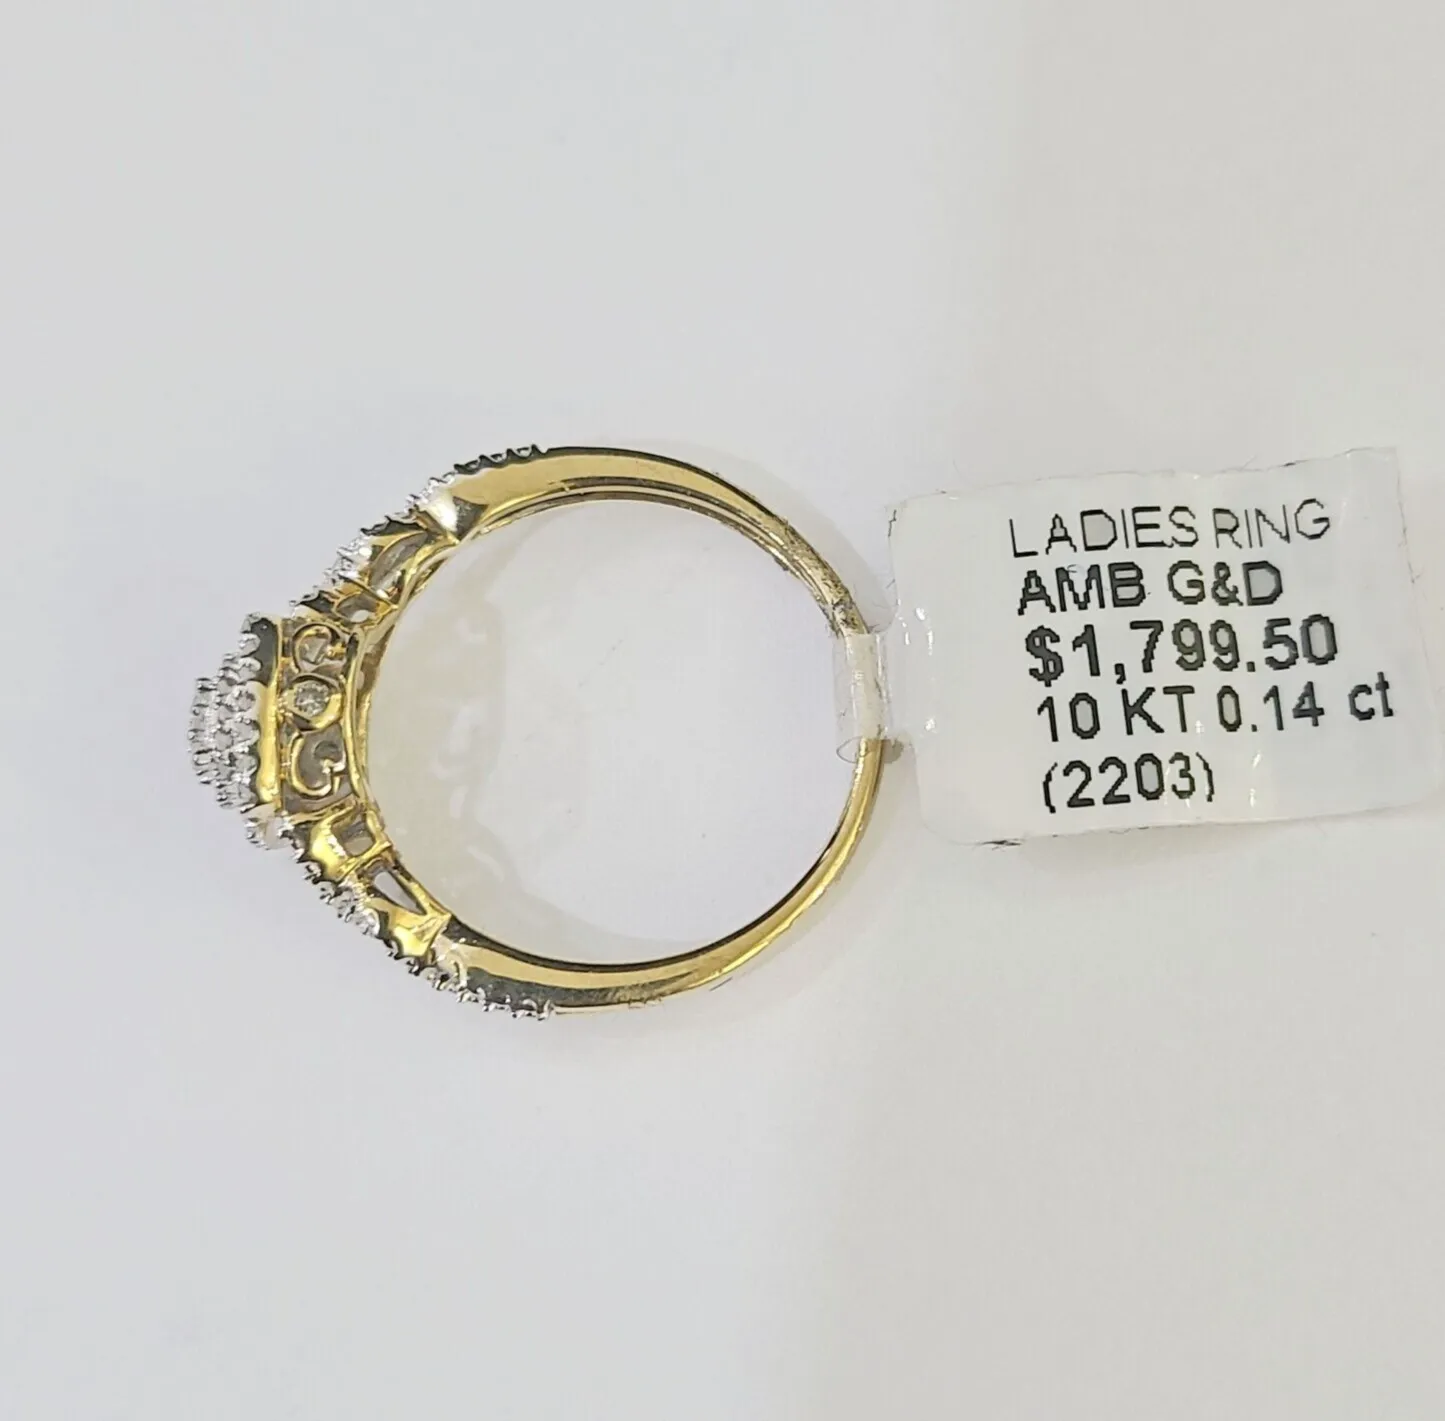 LADIES RING
AMB G&D
$1,799.50
10 KT 0.14 ct
(2203)